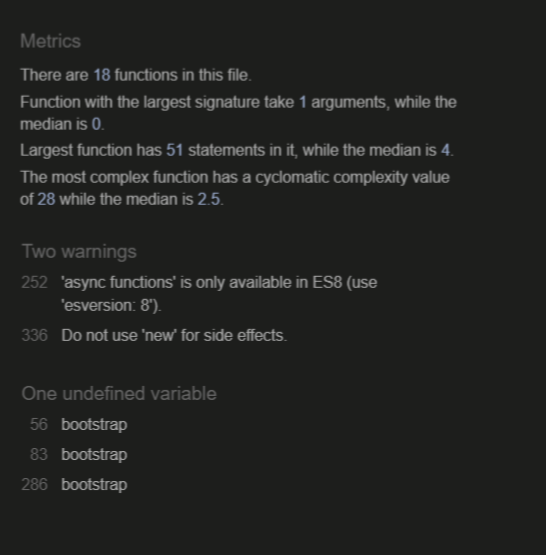 Metrics
There are 18 functions in this file.
Function with the largest signature take 1 arguments, while the
median is 0.
Largest function has 51 statements in it, while the median is 4.
The most complex function has a cyclomatic complexity value
of 28 while the median is 2.5.
Two warnings
252 'async functions' is only available in ES8 (use
'esversion: 8').
336 Do not use 'new' for side effects.
One undefined variable
56 bootstrap
83 bootstrap
286 bootstrap